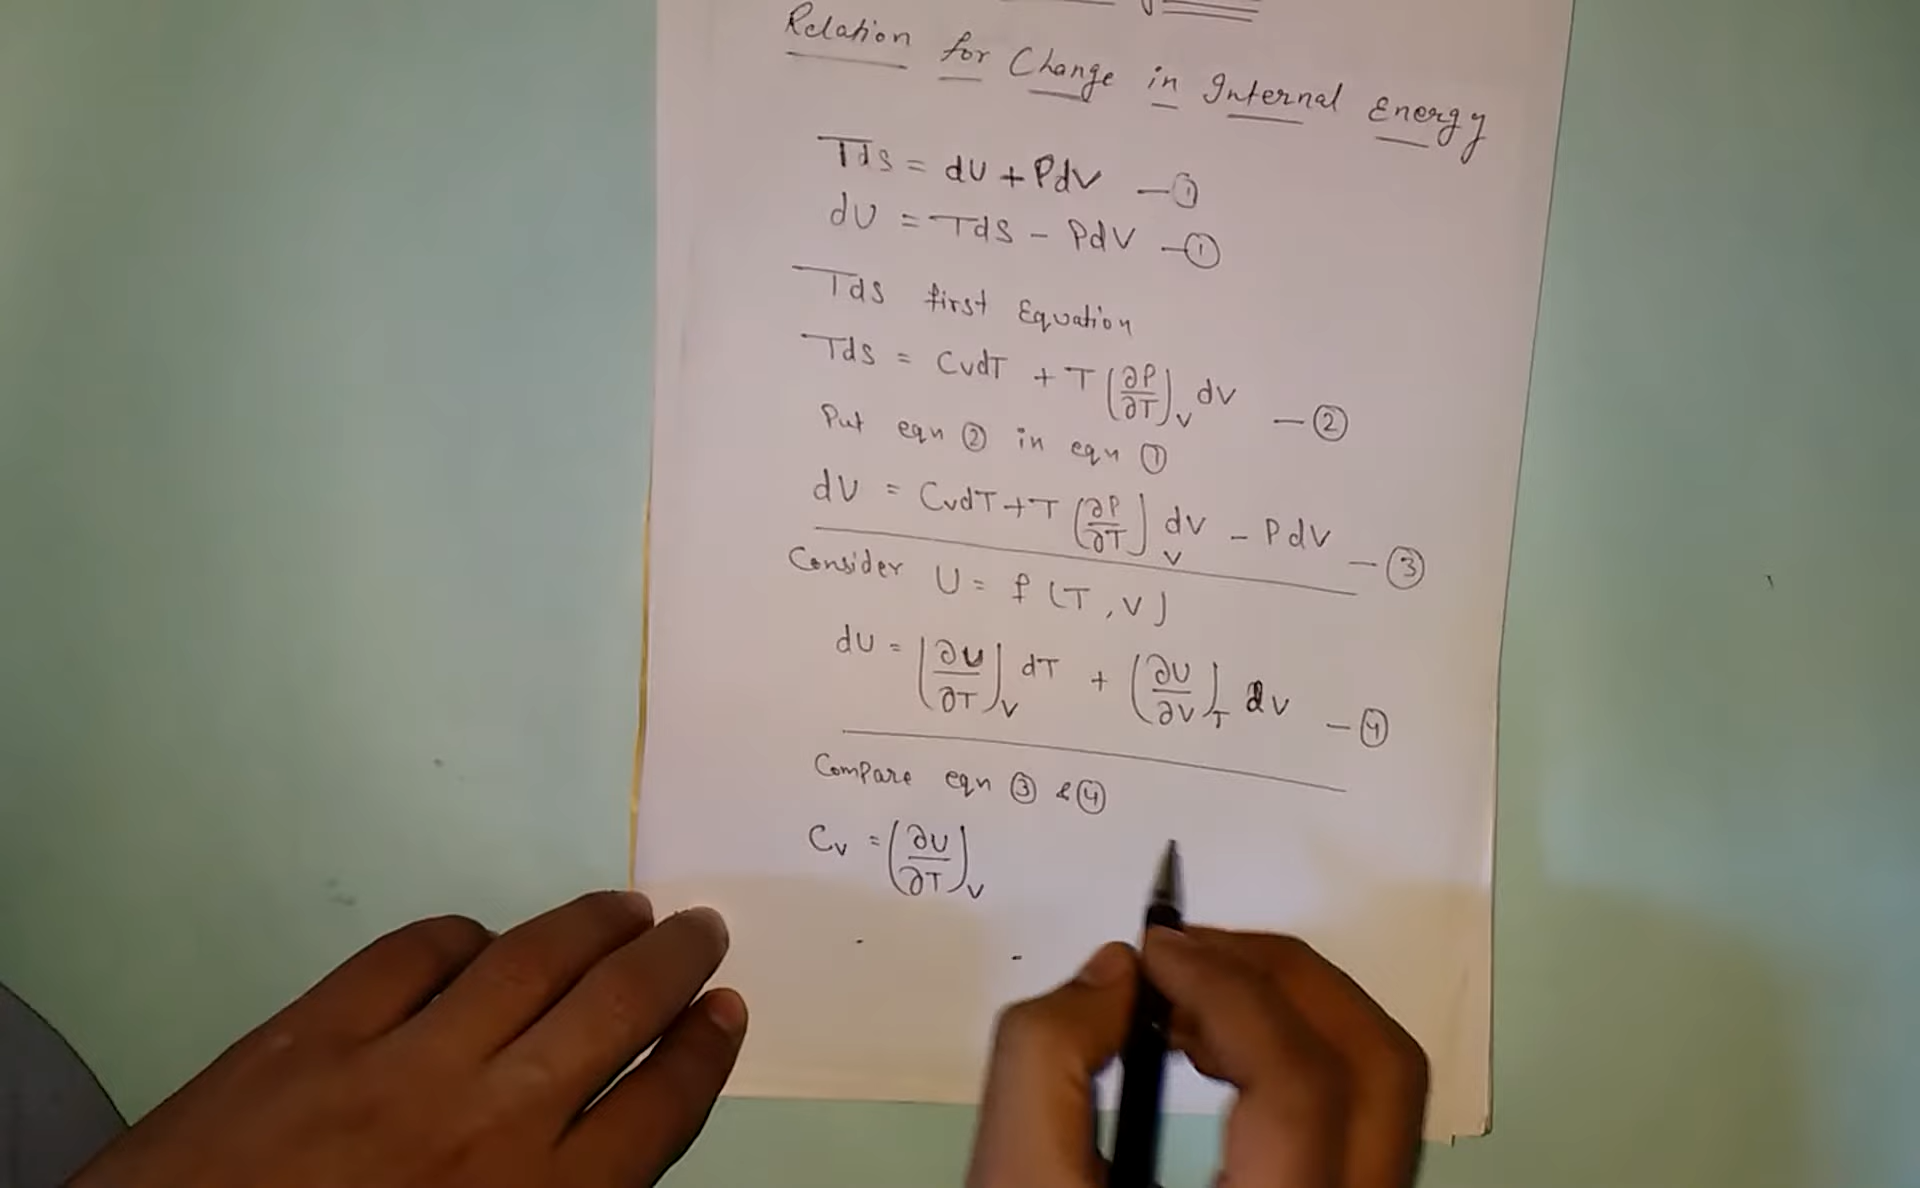 Relation for Change in Internal Energy
Tds = dU + PdV — ①
dU = Tds - PdV — ①
Tds first Equation
Tds = CvdT + T (∂P/∂T)v dv — ②
Put eqn ② in eqn ①
dU = CvdT + T (∂P/∂T)v dv - PdV — ③
Consider U = f (T, V)
dU = (∂U/∂T)v dT + (∂U/∂V)T dv — ④
Compare eqn ③ & ④
Cv = (∂U/∂T)v